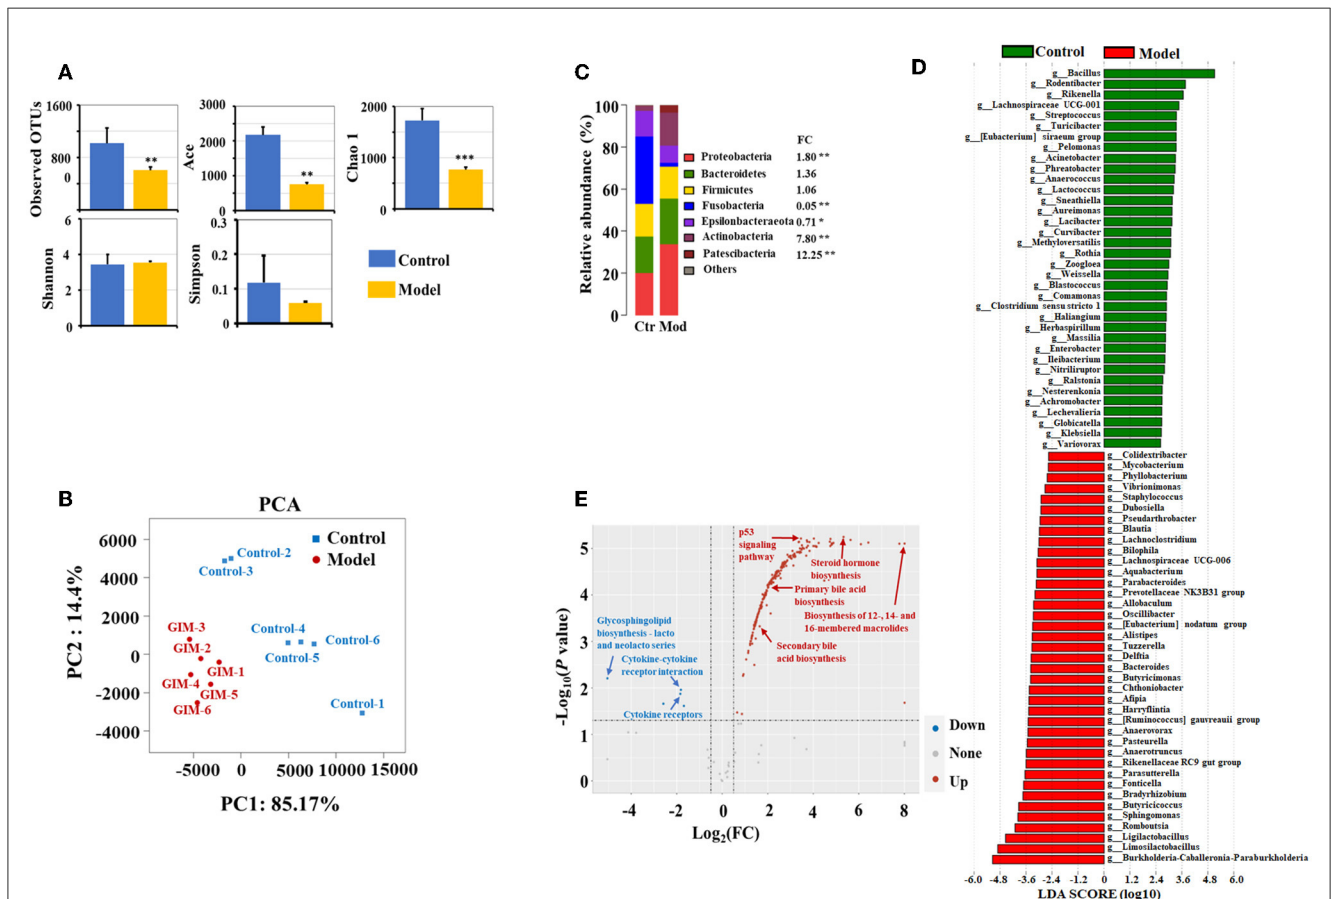 A
1600
800
0
Observed OTUs
**
3000
2000
1000
0
Ace
**
2000
1000
0
Chao 1
***
6
4
2
0
Shannon
0.3
0.2
0.1
0
Simpson
Control
Model
B
PCA
6000
4000
2000
0
-2000
-4000
PC2 : 14.4%
-5000 0 5000 10000 15000
PC1: 85.17%
Control
Model
Control-2
Control-3
Control-4
Control-6
Control-5
Control-1
GIM-3
GIM-2
GIM-1
GIM-4
GIM-5
GIM-6
C
100
80
60
40
20
0
Relative abundance (%)
Ctr Mod
FC
Proteobacteria 1.80 **
Bacteroidetes 1.36
Firmicutes 1.06
Fusobacteria 0.05 **
Epsilonbacteraeota 0.71 *
Actinobacteria 7.80 **
Patescibacteria 12.25 **
Others
D
Control Model
g__Bacillus
g__Rodentibacter
g__Rikenella
g__Lachnospiraceae UCG-001
g__Streptococcus
g__Turicibacter
g__[Eubacterium] siraeum group
g__Pelomonas
g__Acinetobacter
g__Phreatobacter
g__Anaerococcus
g__Lactococcus
g__Sneathiella
g__Aureimonas
g__Lacibacter
g__Curvibacter
g__Methyloversatilis
g__Rothia
g__Zoogloea
g__Weissella
g__Blastococcus
g__Comamonas
g__Clostridium sensu stricto 1
g__Haliangium
g__Herbaspirillum
g__Massilia
g__Enterobacter
g__Ileibacterium
g__Nitriliruptor
g__Ralstonia
g__Nesterenkonia
g__Achromobacter
g__Lechevalieria
g__Globicatella
g__Klebsiella
g__Variovorax
g__Colidextribacter
g__Mycobacterium
g__Phyllobacterium
g__Vibrionimonas
g__Staphylococcus
g__Dubosiella
g__Pseudarthrobacter
g__Blautia
g__Lachnoclostridium
g__Bilophila
g__Lachnospiraceae UCG-006
g__Aquabacterium
g__Parabacteroides
g__Prevotellaceae NK3B31 group
g__Allobaculum
g__Oscillibacter
g__[Eubacterium] nodatum group
g__Alistipes
g__Tuzzerella
g__Delftia
g__Bacteroides
g__Butyricimonas
g__Chthoniobacter
g__Afipia
g__Harryflintia
g__[Ruminococcus] gauvreauii group
g__Anaerovorax
g__Pasteurella
g__Anaerotruncus
g__Rikenellaceae RC9 gut group
g__Parasutterella
g__Fonticella
g__Bradyrhizobium
g__Butyricicoccus
g__Sphingomonas
g__Romboutsia
g__Ligilactobacillus
g__Limosilactobacillus
g__Burkholderia-Caballeronia-Paraburkholderia
-6.0 -4.8 -3.6 -2.4 -1.2 0 1.2 2.4 3.6 4.8 6.0
LDA SCORE (log10)
E
5
4
3
2
1
0
-Log10(P value)
-4 -2 0 2 4 6 8
Log2(FC)
p53
signaling
pathway
Steroid hormone
biosynthesis
Primary bile acid
biosynthesis
Biosynthesis of 12-, 14- and
16-membered macrolides
Secondary bile
acid biosynthesis
Glycosphingolipid
biosynthesis - lacto
and neolacto series
Cytokine-cytokine
receptor interaction
Cytokine receptors
Down
None
Up